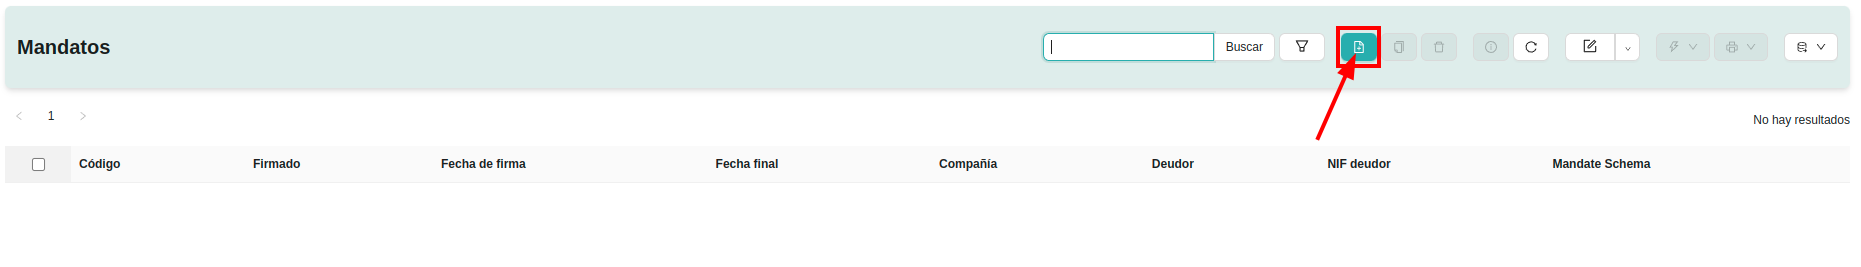 Mandatos
Buscar
1
No hay resultados
Código Firmado Fecha de firma Fecha final Compañía Deudor NIF deudor Mandate Schema